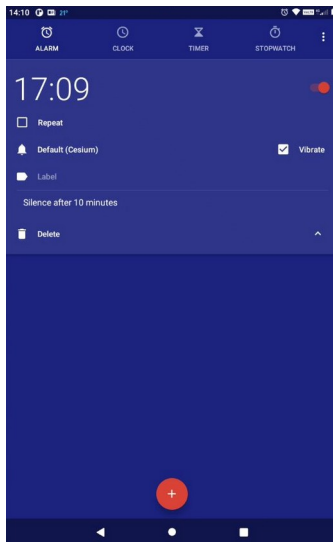 14:10 21°
ALARM CLOCK TIMER STOPWATCH
17:09
Repeat
Default (Cesium) Vibrate
Label
Silence after 10 minutes
Delete